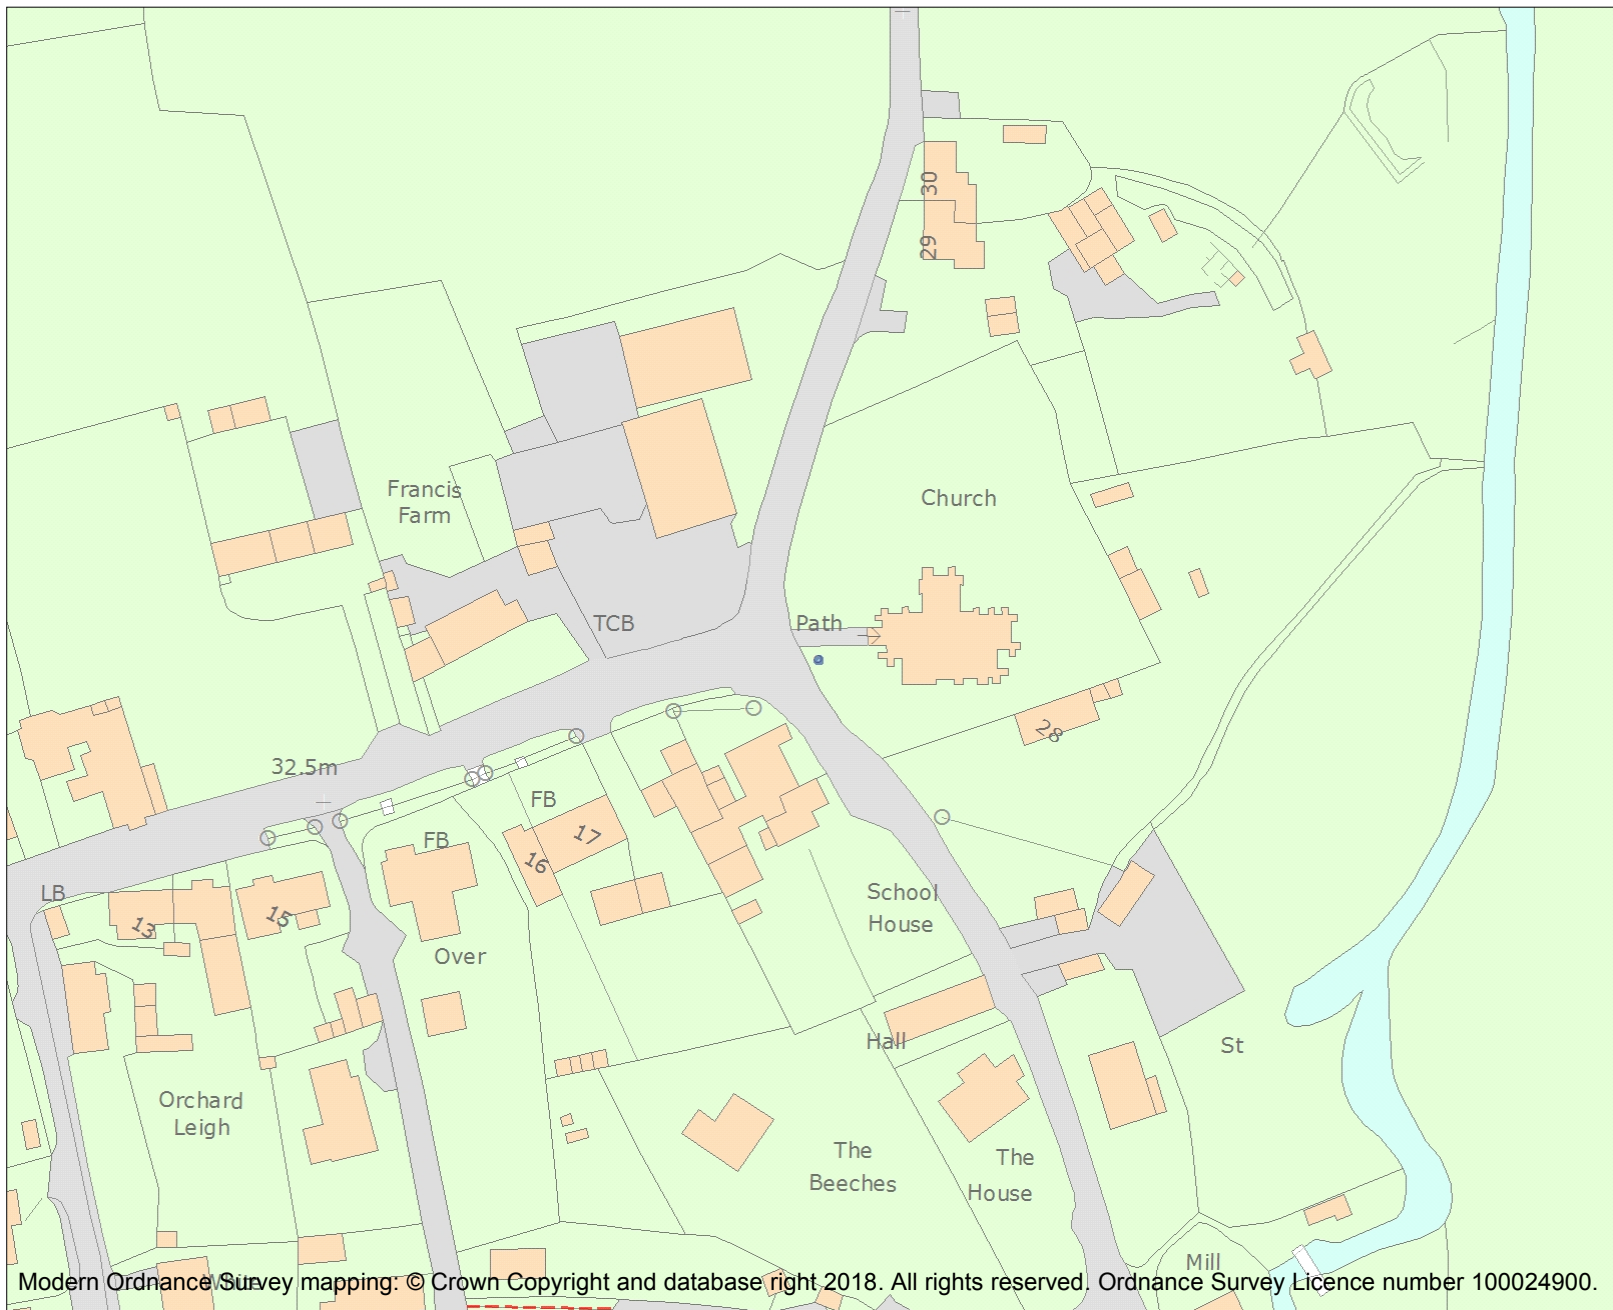 30
29
Francis
Farm
Church
TCB
Path
28
32.5m
FB
17
FB
16
LB
13
15
School
House
Over
Hall
St
Orchard
Leigh
The
Beeches
The
House
Mill
White
Modern Ordnance Survey mapping: © Crown Copyright and database right 2018. All rights reserved. Ordnance Survey Licence number 100024900.